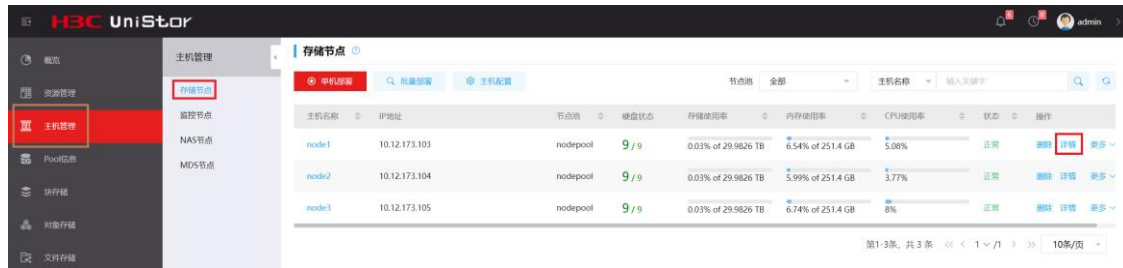 H3C UniStor
admin
概览
资源管理
主机管理
Pool信息
块存储
对象存储
文件存储
主机管理
存储节点
监控节点
NAS节点
MDS节点
存储节点
单机部署 批量部署 主机配置 节点池 全部 主机名称 输入关键字
主机名称 IP地址 节点池 硬盘状态 存储使用率 内存使用率 CPU使用率 状态 操作
node1 10.12.173.103 nodepool 9 / 9 0.03% of 29.9826 TB 6.54% of 251.4 GB 5.08% 正常 删除 详情 更多
node2 10.12.173.104 nodepool 9 / 9 0.03% of 29.9826 TB 5.99% of 251.4 GB 3.77% 正常 删除 详情 更多
node3 10.12.173.105 nodepool 9 / 9 0.03% of 29.9826 TB 6.74% of 251.4 GB 8% 正常 删除 详情 更多
第1-3条, 共 3 条 << < 1 /1 > >> 10条/页